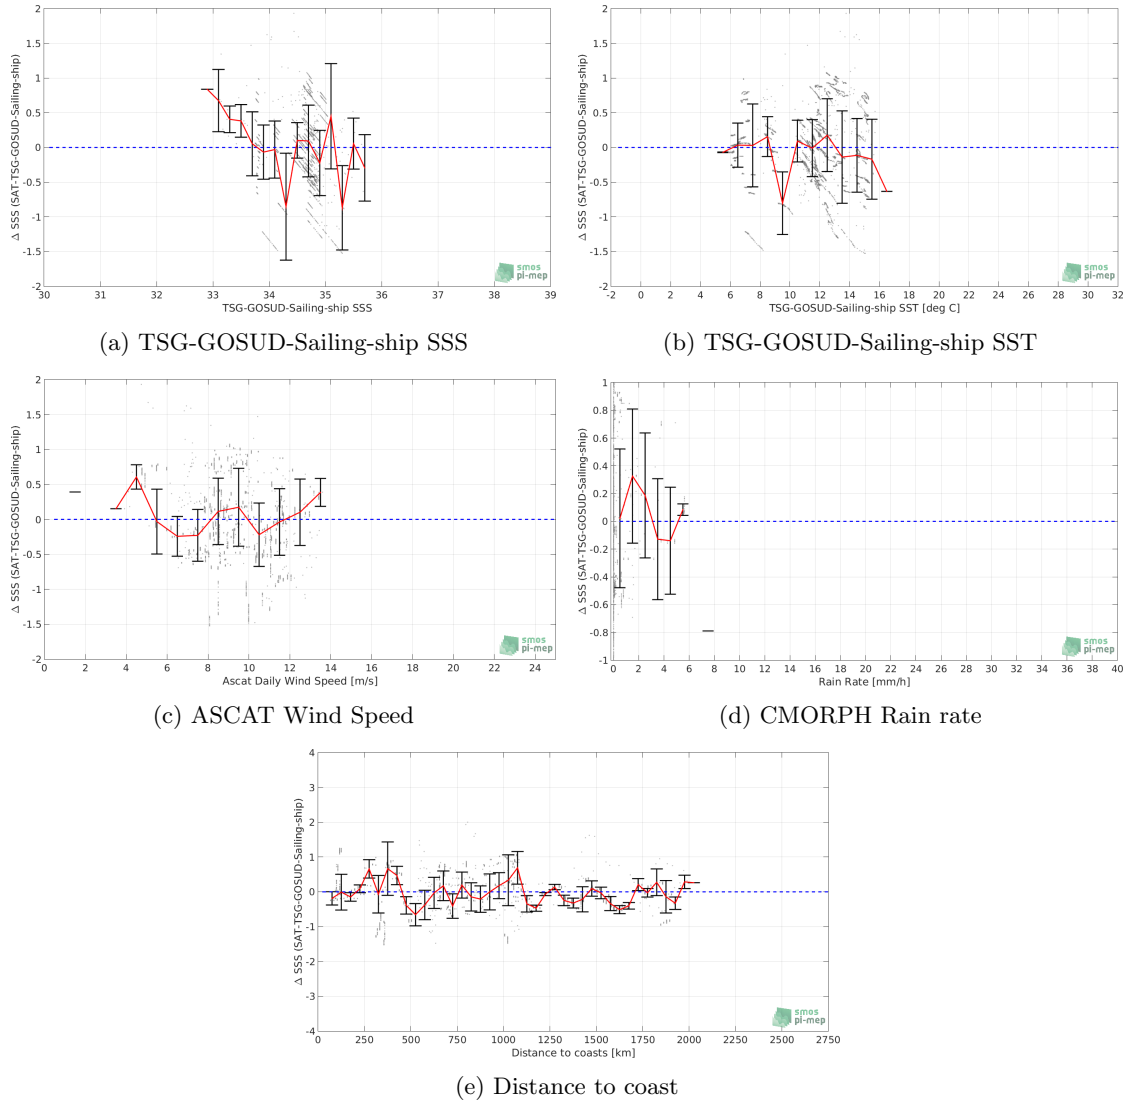 2
1.5
1
0.5
0
-0.5
-1
-1.5
-2
Δ SSS (SAT-TSG-GOSUD-Sailing-ship)
30 31 32 33 34 35 36 37 38 39
TSG-GOSUD-Sailing-ship SSS
smos
pi-mep
(a) TSG-GOSUD-Sailing-ship SSS
2
1.5
1
0.5
0
-0.5
-1
-1.5
-2
Δ SSS (SAT-TSG-GOSUD-Sailing-ship)
-2 0 2 4 6 8 10 12 14 16 18 20 22 24 26 28 30 32
TSG-GOSUD-Sailing-ship SST [deg C]
smos
pi-mep
(b) TSG-GOSUD-Sailing-ship SST
2
1.5
1
0.5
0
-0.5
-1
-1.5
-2
Δ SSS (SAT-TSG-GOSUD-Sailing-ship)
2 4 6 8 10 12 14 16 18 20 22 24
Ascat Daily Wind Speed [m/s]
smos
pi-mep
(c) ASCAT Wind Speed
1
0.8
0.6
0.4
0.2
0
-0.2
-0.4
-0.6
-0.8
-1
Δ SSS (SAT-TSG-GOSUD-Sailing-ship)
0 2 4 6 8 10 12 14 16 18 20 22 24 26 28 30 32 34 36 38 40
Rain Rate [mm/h]
smos
pi-mep
(d) CMORPH Rain rate
4
3
2
1
0
-1
-2
-3
-4
Δ SSS (SAT-TSG-GOSUD-Sailing-ship)
0 250 500 750 1000 1250 1500 1750 2000 2250 2500 2750
Distance to coasts [km]
smos
pi-mep
(e) Distance to coast